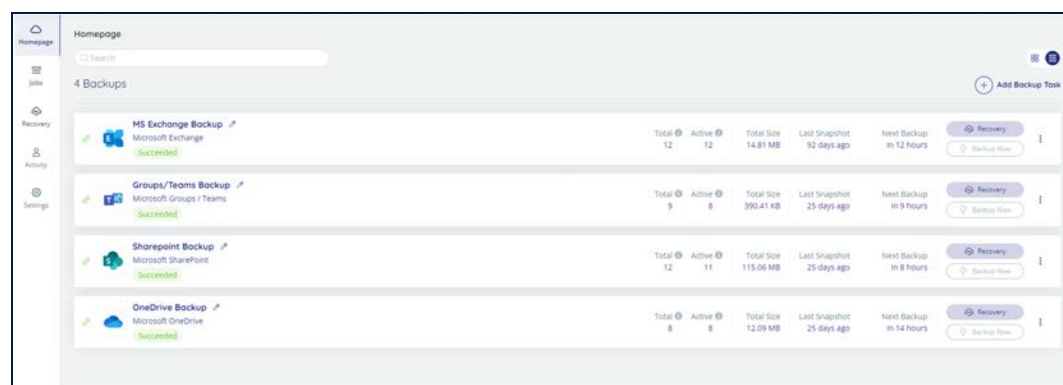 Homepage
Jobs
Recovery
Activity
Settings
Homepage
Search
4 Backups
Add Backup Task
MS Exchange Backup
Microsoft Exchange
Succeeded
Total Active Total Size Last Snapshot Next Backup
12 12 14.81 MB 92 days ago In 12 hours
Recovery
Backup Now
Groups/Teams Backup
Microsoft Groups / Teams
Succeeded
Total Active Total Size Last Snapshot Next Backup
9 8 390.41 KB 25 days ago In 9 hours
Recovery
Backup Now
Sharepoint Backup
Microsoft SharePoint
Succeeded
Total Active Total Size Last Snapshot Next Backup
12 11 115.06 MB 25 days ago In 8 hours
Recovery
Backup Now
OneDrive Backup
Microsoft OneDrive
Succeeded
Total Active Total Size Last Snapshot Next Backup
8 8 12.09 MB 25 days ago In 14 hours
Recovery
Backup Now